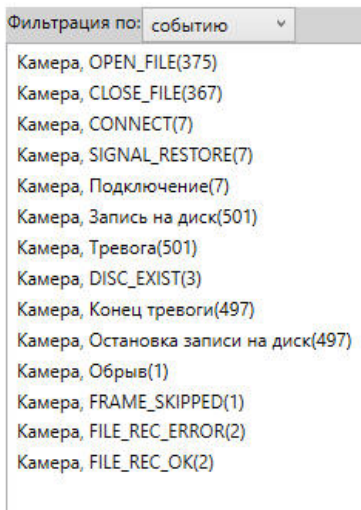 Фильтрация по: событию
Камера, OPEN_FILE(375)
Камера, CLOSE_FILE(367)
Камера, CONNECT(7)
Камера, SIGNAL_RESTORE(7)
Камера, Подключение(7)
Камера, Запись на диск(501)
Камера, Тревога(501)
Камера, DISC_EXIST(3)
Камера, Конец тревоги(497)
Камера, Остановка записи на диск(497)
Камера, Обрыв(1)
Камера, FRAME_SKIPPED(1)
Камера, FILE_REC_ERROR(2)
Камера, FILE_REC_OK(2)